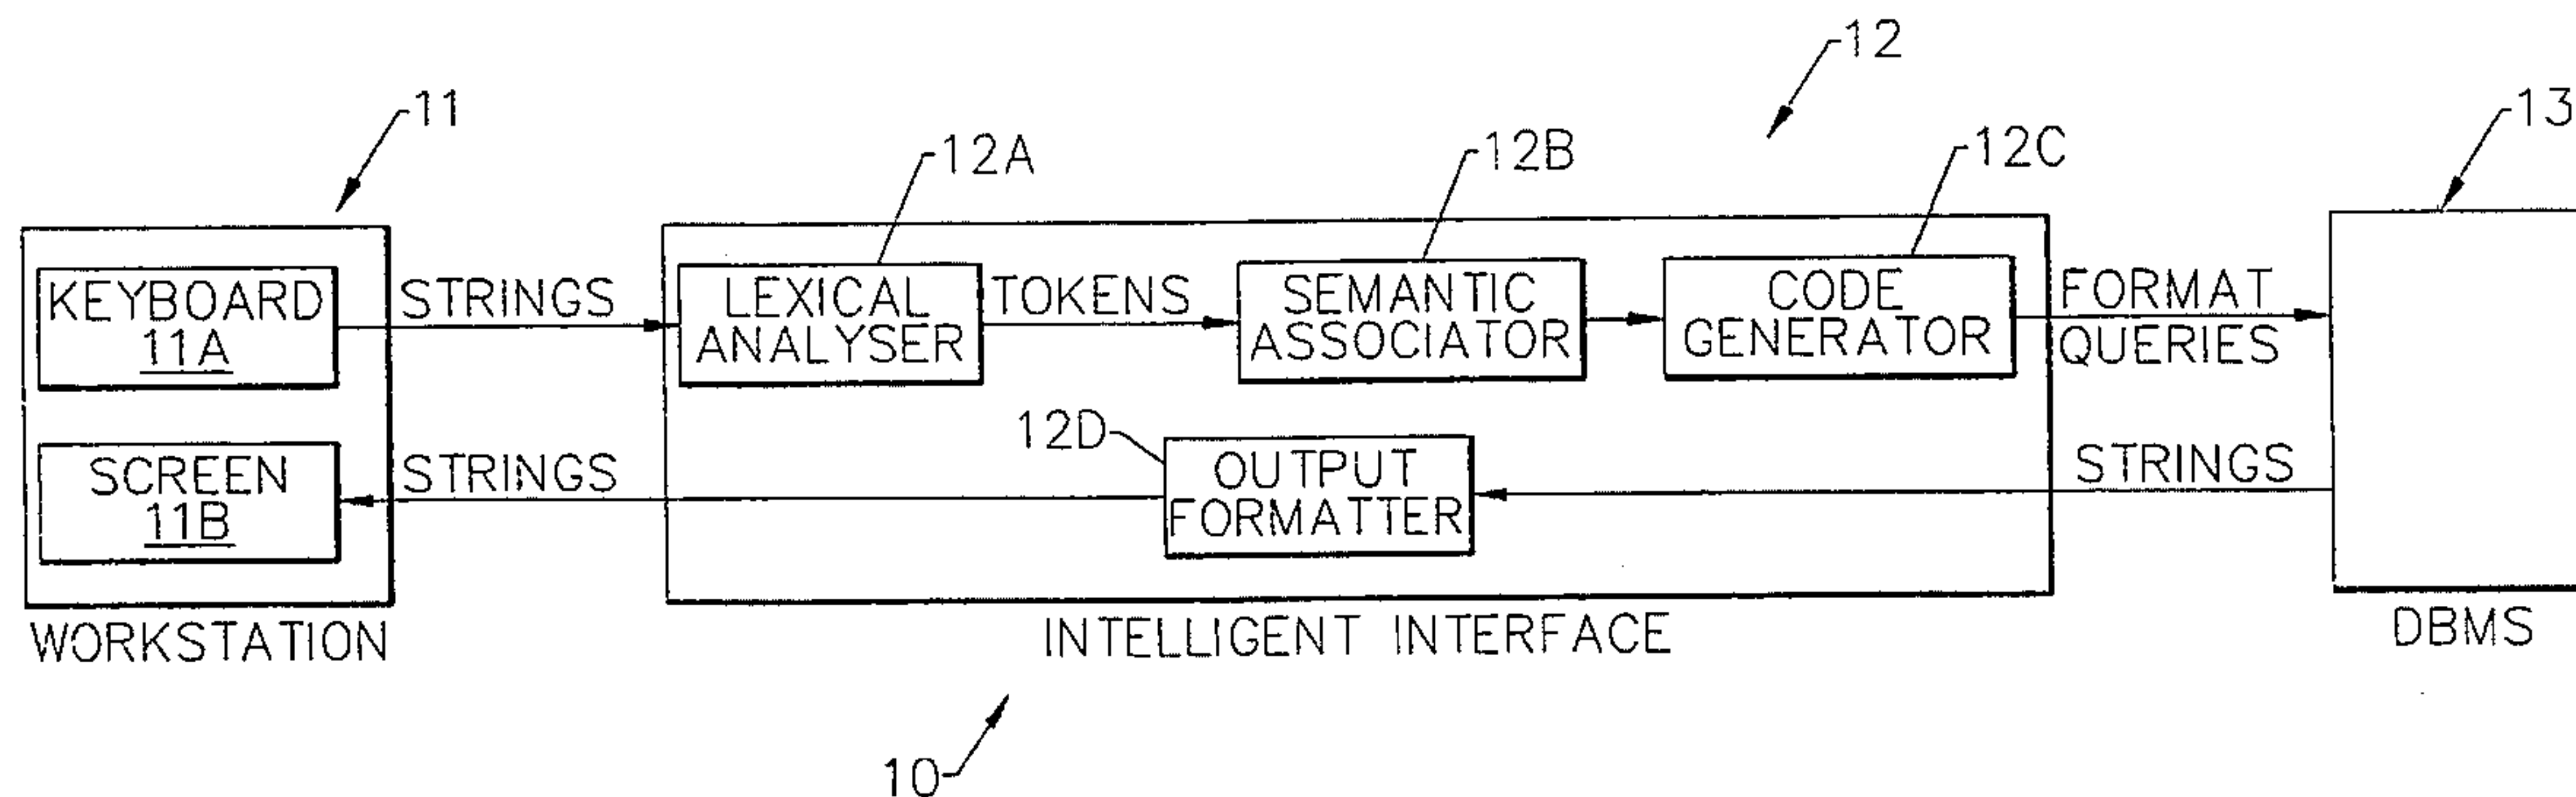 12
11
13
12A
12B
12C
KEYBOARD
11A
STRINGS
LEXICAL
ANALYSER
TOKENS
SEMANTIC
ASSOCIATOR
CODE
GENERATOR
FORMAT
QUERIES
SCREEN
11B
STRINGS
12D
OUTPUT
FORMATTER
STRINGS
WORKSTATION
INTELLIGENT INTERFACE
DBMS
10